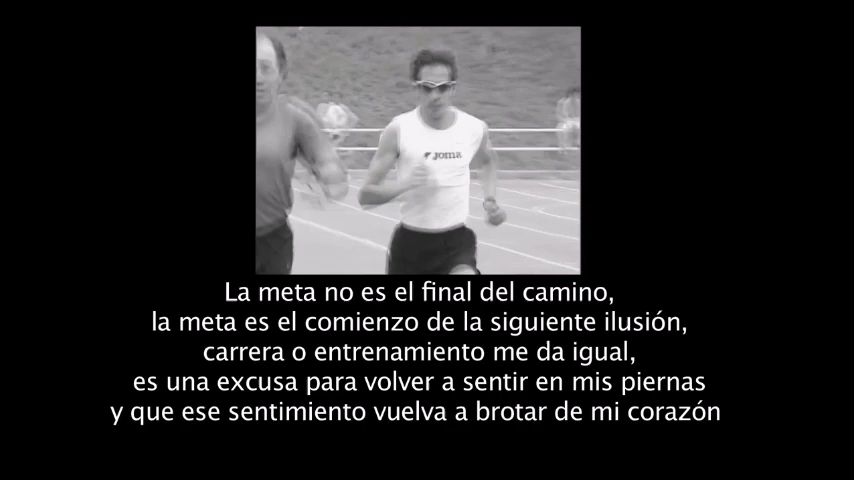 Joma
La meta no es el final del camino,
la meta es el comienzo de la siguiente ilusión,
carrera o entrenamiento me da igual,
es una excusa para volver a sentir en mis piernas
y que ese sentimiento vuelva a brotar de mi corazón